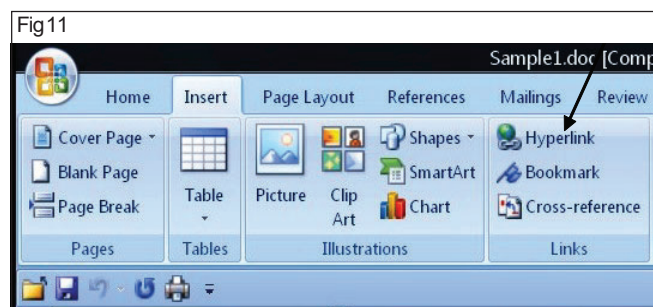 Fig11
Sample1.doc [Comp
Home Insert Page Layout References Mailings Review
Cover Page
Blank Page
Page Break
Pages
Table
Tables
Picture
Clip Art
Shapes
SmartArt
Chart
Illustrations
Hyperlink
Bookmark
Cross-reference
Links